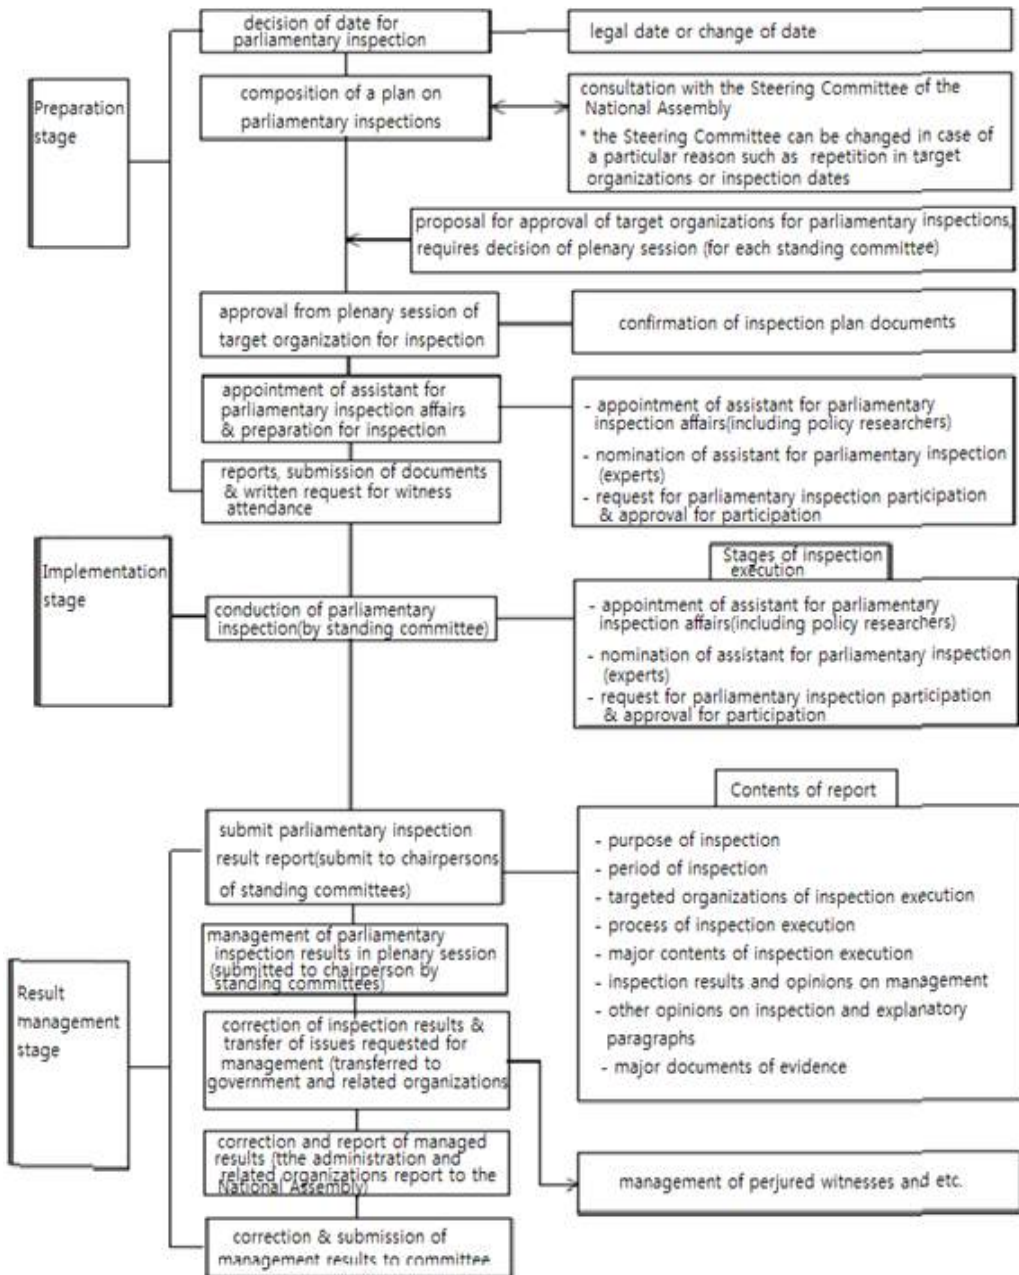 decision of date for
parliamentary inspection
legal date or change of date
Preparation
stage
composition of a plan on
parliamentary inspections
consultation with the Steering Committee of the
National Assembly
* the Steering Committee can be changed in case of
a particular reason such as repetition in target
organizations or inspection dates
proposal for approval of target organizations for parliamentary inspections,
requires decision of plenary session (for each standing committee)
approval from plenary session of
target organization for inspection
confirmation of inspection plan documents
appointment of assistant for
parliamentary inspection affairs
& preparation for inspection
- appointment of assistant for parliamentary
inspection affairs(including policy researchers)
- nomination of assistant for parliamentary inspection
(experts)
- request for parliamentary inspection participation
& approval for participation
reports, submission of documents
& written request for witness
attendance
Implementation
stage
Stages of inspection
execution
conduction of parliamentary
inspection(by standing committee)
- appointment of assistant for parliamentary
inspection affairs(including policy researchers)
- nomination of assistant for parliamentary inspection
(experts)
- request for parliamentary inspection participation
& approval for participation
Contents of report
submit parliamentary inspection
result report(submit to chairpersons
of standing committees)
- purpose of inspection
- period of inspection
- targeted organizations of inspection execution
- process of inspection execution
- major contents of inspection execution
- inspection results and opinions on management
- other opinions on inspection and explanatory
paragraphs
- major documents of evidence
Result
management
stage
management of parliamentary
inspection results in plenary session
(submitted to chairperson by
standing committees)
correction of inspection results &
transfer of issues requested for
management (transferred to
government and related organizations
correction and report of managed
results (tthe administration and
related organizations report to the
National Assembly)
management of perjured witnesses and etc.
correction & submission of
management results to committee